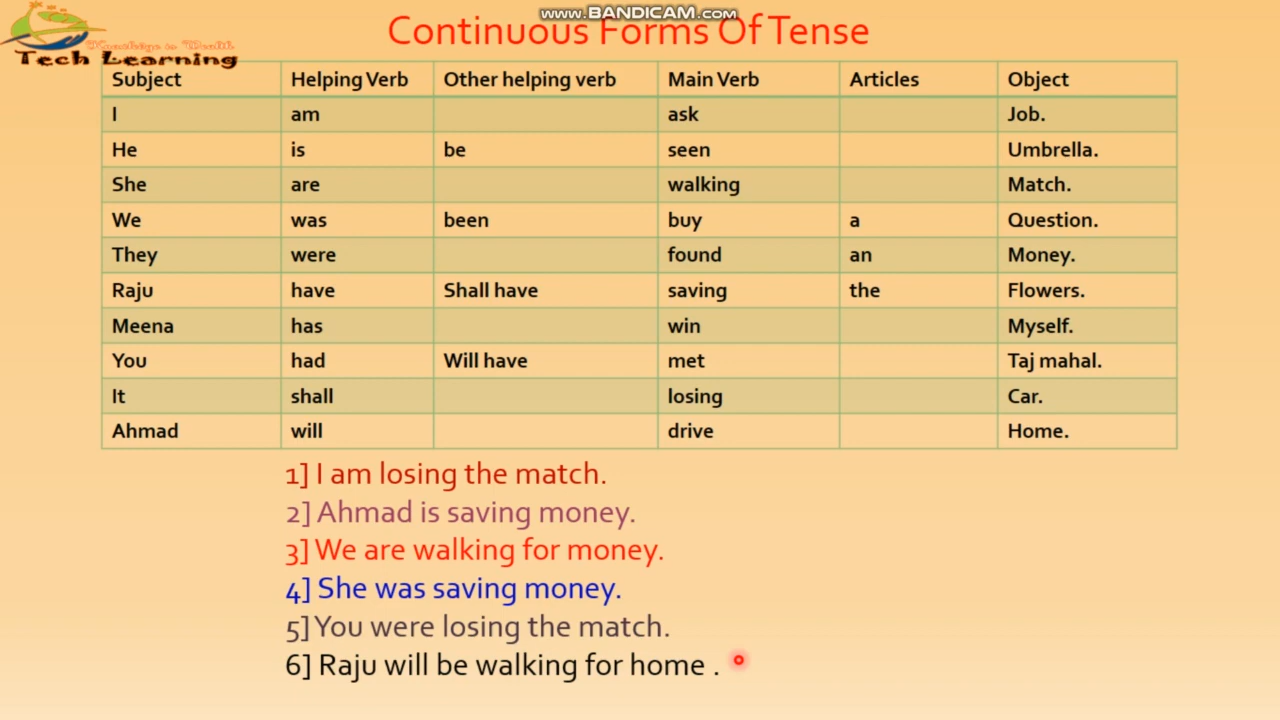 www.BANDICAM.com
Continuous Forms Of Tense
Knowledge is Wealth
Tech Learning
Subject Helping Verb Other helping verb Main Verb Articles Object
I am ask Job.
He is be seen Umbrella.
She are walking Match.
We was been buy a Question.
They were found an Money.
Raju have Shall have saving the Flowers.
Meena has win Myself.
You had Will have met Taj mahal.
It shall losing Car.
Ahmad will drive Home.
1] I am losing the match.
2] Ahmad is saving money.
3] We are walking for money.
4] She was saving money.
5] You were losing the match.
6] Raju will be walking for home .